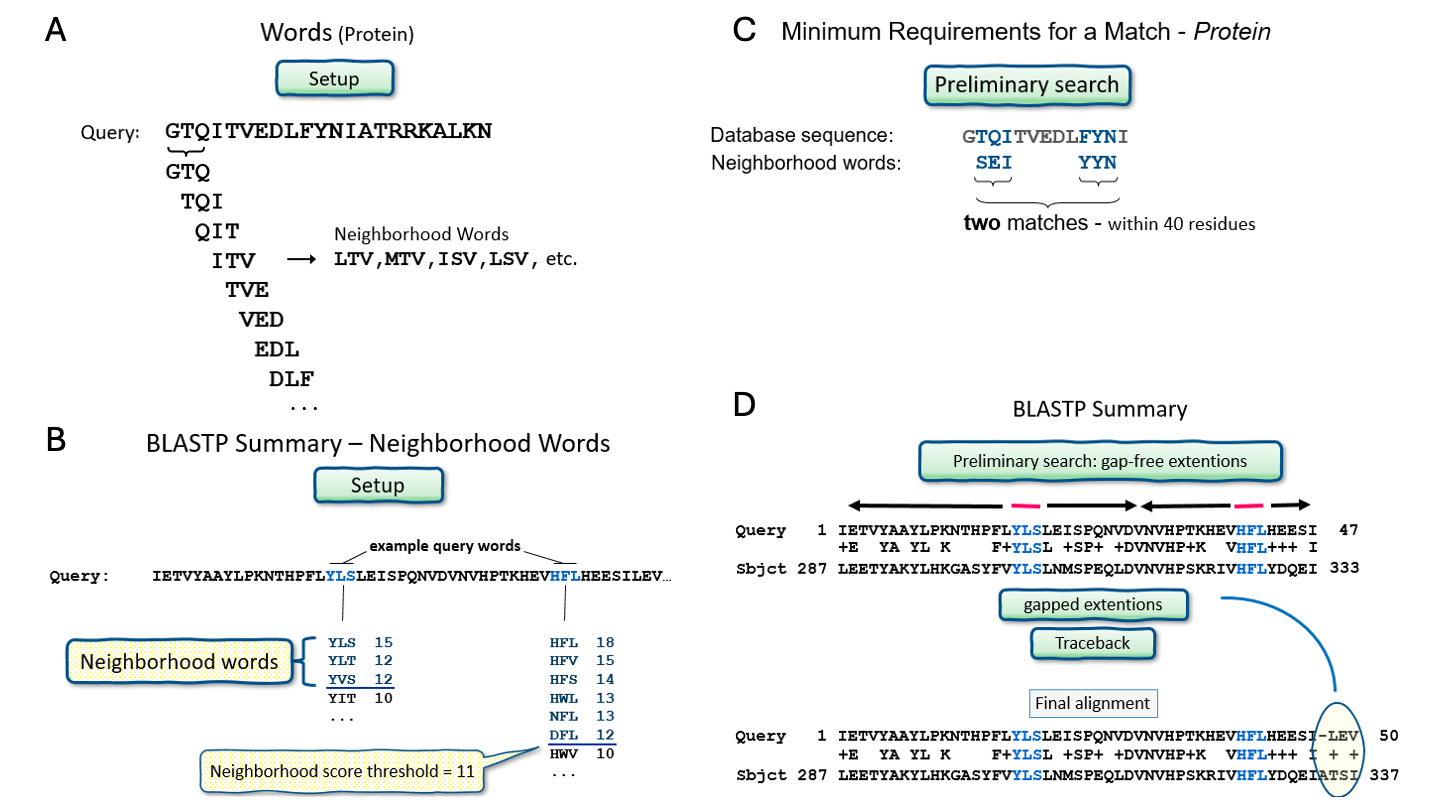 A
Words (Protein)
Setup
Query: GTQITVEDLFYNIATRRKALKN
GTQ
TQI
QIT
Neighborhood Words
ITV → LTV,MTV,ISV,LSV, etc.
TVE
VED
EDL
DLF
...
B
BLASTP Summary – Neighborhood Words
Setup
example query words
Query: IETVYAAYLPKNTHPFLYLSLEISPQNVDVNVHPTKHEVHFLHEESILEV…
Neighborhood words
YLS 15
YLT 12
YVS 12
YIT 10
...
HFL 18
HFV 15
HFS 14
HWL 13
NFL 13
DFL 12
HWV 10
...
Neighborhood score threshold = 11
C
Minimum Requirements for a Match - Protein
Preliminary search
Database sequence: GTQITVEDLFYNI
Neighborhood words: SEI YYN
two matches - within 40 residues
D
BLASTP Summary
Preliminary search: gap-free extentions
Query 1 IETVYAAYLPKNTHPFLYLSLEISPQNVDVNVHPTKHEVHFLHEESI 47
+E YA YL K F+YLSL +SP+ +DVNVHP+K VHFL+++ I
Sbjct 287 LEETYAKYLHKGASYFVYLSLNMSPEQLDVNVHPSKRIVHFLYDQEI 333
gapped extentions
Traceback
Final alignment
Query 1 IETVYAAYLPKNTHPFLYLSLEISPQNVDVNVHPTKHEVHFLHEESI-LEV 50
+E YA YL K F+YLSL +SP+ +DVNVHP+K VHFL+++ I + +
Sbjct 287 LEETYAKYLHKGASYFVYLSLNMSPEQLDVNVHPSKRIVHFLYDQEIATSI 337